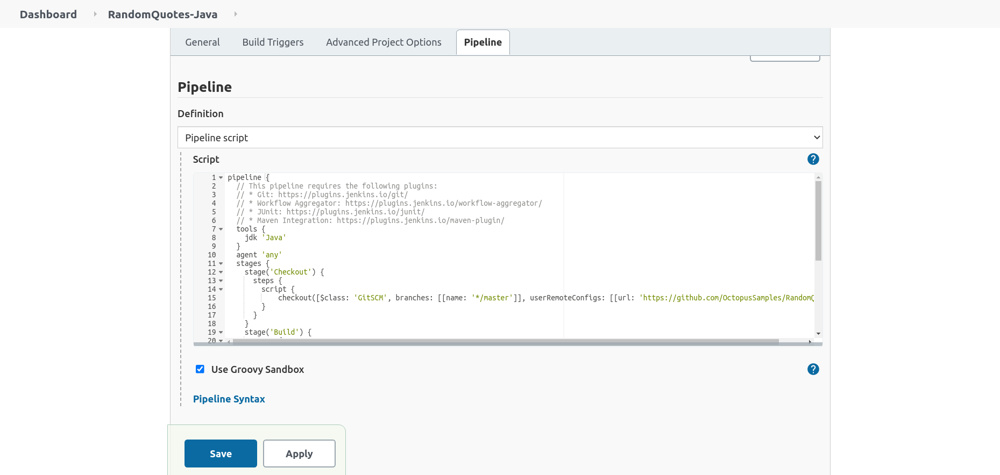 Dashboard RandomQuotes-Java
General Build Triggers Advanced Project Options Pipeline
Pipeline
Definition
Pipeline script
Script
?
1 pipeline {
2 // This pipeline requires the following plugins:
3 // * Git: https://plugins.jenkins.io/git/
4 // * Workflow Aggregator: https://plugins.jenkins.io/workflow-aggregator/
5 // * JUnit: https://plugins.jenkins.io/junit/
6 // * Maven Integration: https://plugins.jenkins.io/maven-plugin/
7 tools {
8 jdk 'Java'
9 }
10 agent 'any'
11 stages {
12 stage('Checkout') {
13 steps {
14 script {
15 checkout([$class: 'GitSCM', branches: [[name: '*/master']], userRemoteConfigs: [[url: 'https://github.com/OctopusSamples/RandomQ
16 }
17 }
18 }
19 stage('Build') {
20
Use Groovy Sandbox
?
Pipeline Syntax
Save Apply